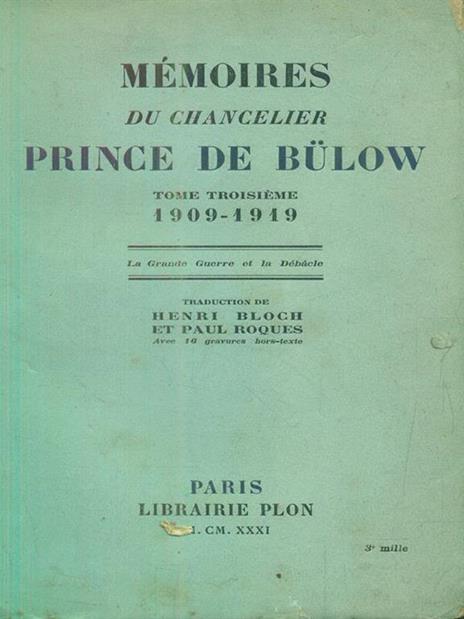 MÉMOIRES
DU CHANCELIER
PRINCE DE BÜLOW
TOME TROISIÈME
1909-1919
La Grande Guerre et la Débâcle
TRADUCTION DE
HENRI BLOCH
ET PAUL ROQUES
Avec 16 gravures hors-texte
PARIS
LIBRAIRIE PLON
. CM. XXXI
3e mille